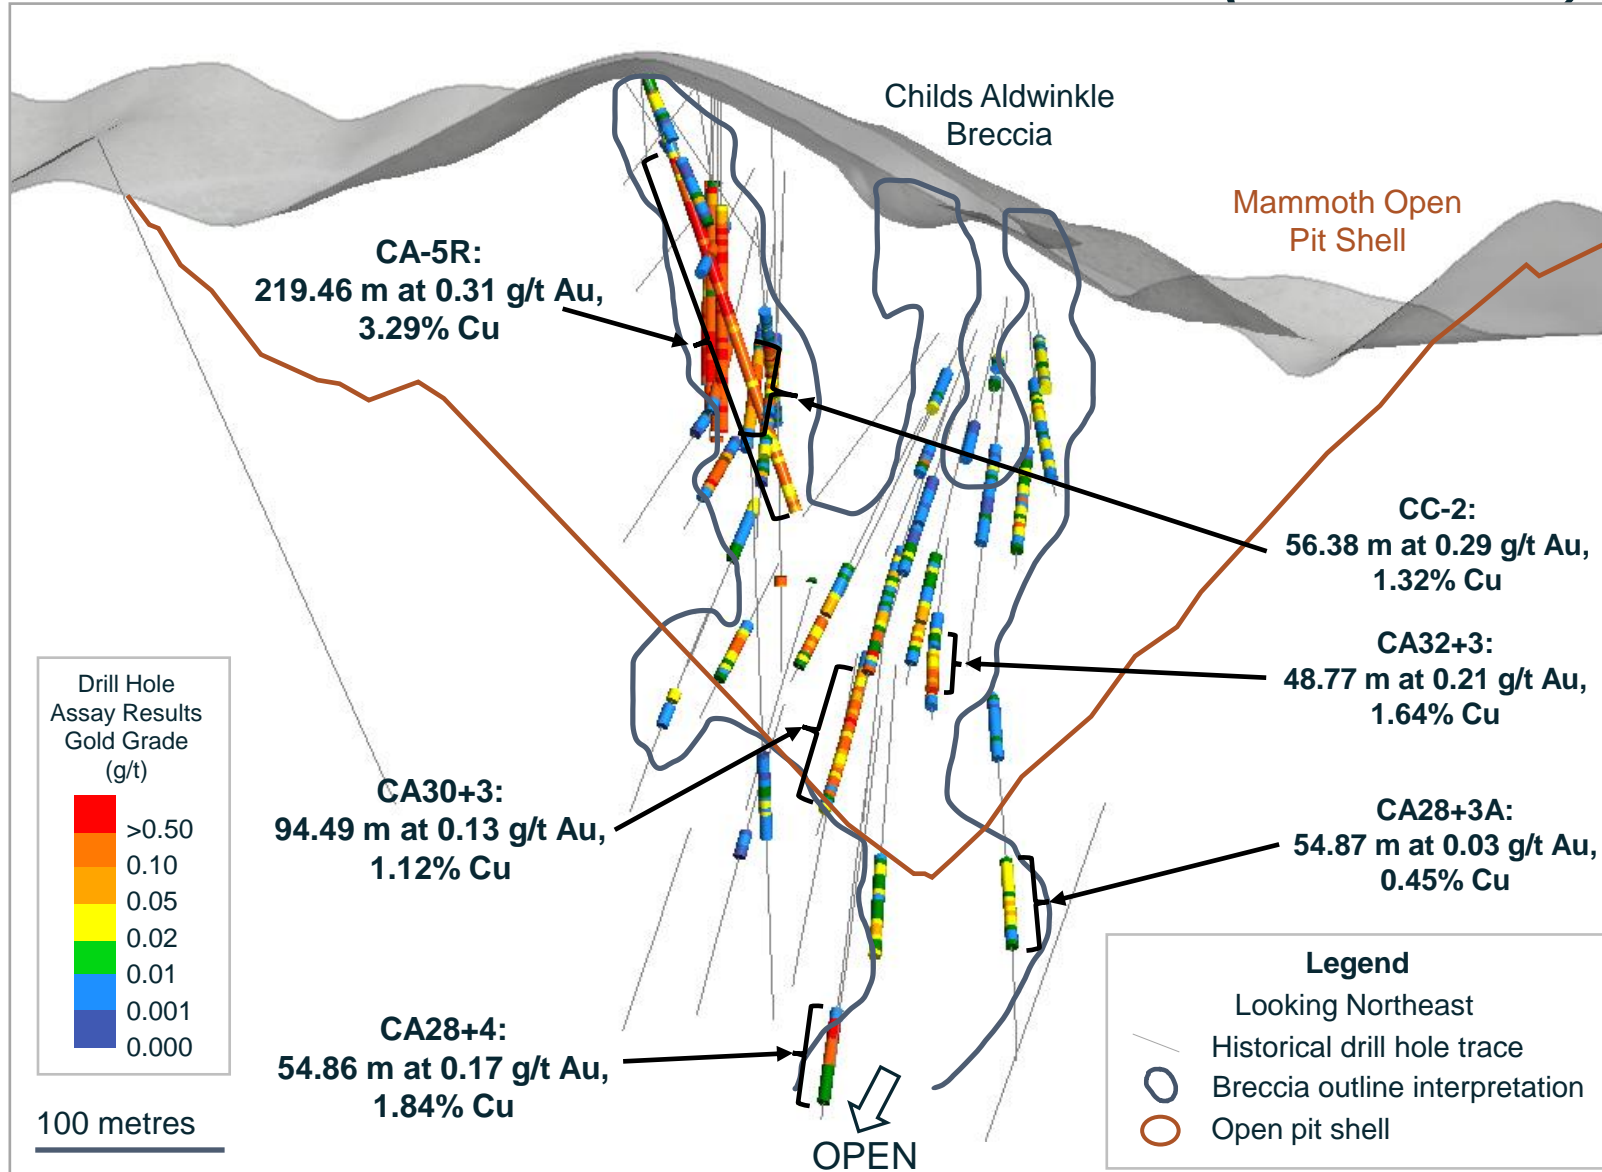 Childs Aldwinkle
Breccia
Mammoth Open
Pit Shell
CA-5R:
219.46 m at 0.31 g/t Au,
3.29% Cu
CC-2:
56.38 m at 0.29 g/t Au,
1.32% Cu
CA32+3:
48.77 m at 0.21 g/t Au,
1.64% Cu
CA30+3:
94.49 m at 0.13 g/t Au,
1.12% Cu
CA28+3A:
54.87 m at 0.03 g/t Au,
0.45% Cu
CA28+4:
54.86 m at 0.17 g/t Au,
1.84% Cu
OPEN
Drill Hole
Assay Results
Gold Grade
(g/t)
>0.50
0.10
0.05
0.02
0.01
0.001
0.000
100 metres
Legend
Looking Northeast
Historical drill hole trace
Breccia outline interpretation
Open pit shell